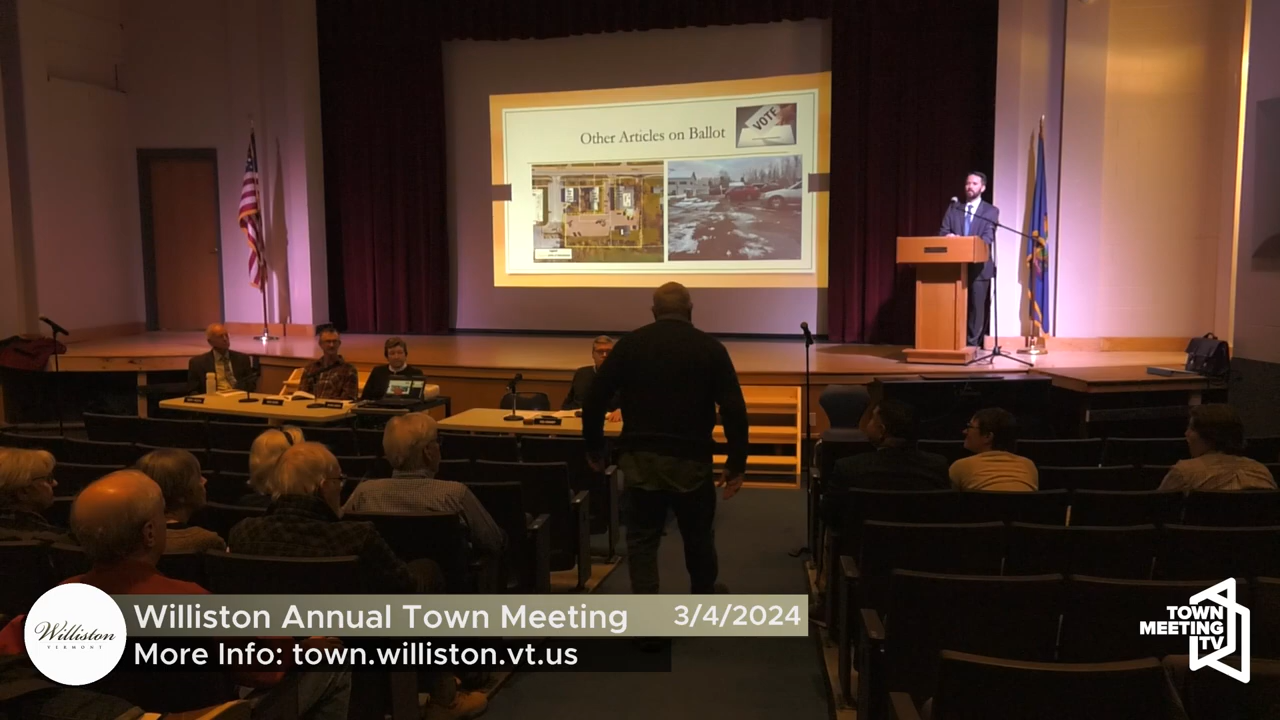 Other Articles on Ballot
VOTE
Williston
VERMONT
Williston Annual Town Meeting 3/4/2024
More Info: town.williston.vt.us
TOWN
MEETING
TV